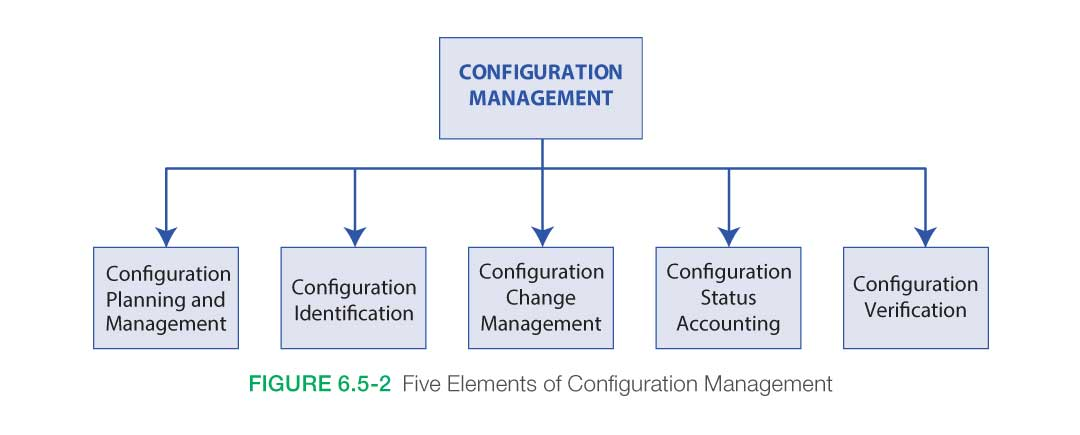 CONFIGURATION
MANAGEMENT
Configuration
Planning and
Management
Configuration
Identification
Configuration
Change
Management
Configuration
Status
Accounting
Configuration
Verification
FIGURE 6.5-2 Five Elements of Configuration Management